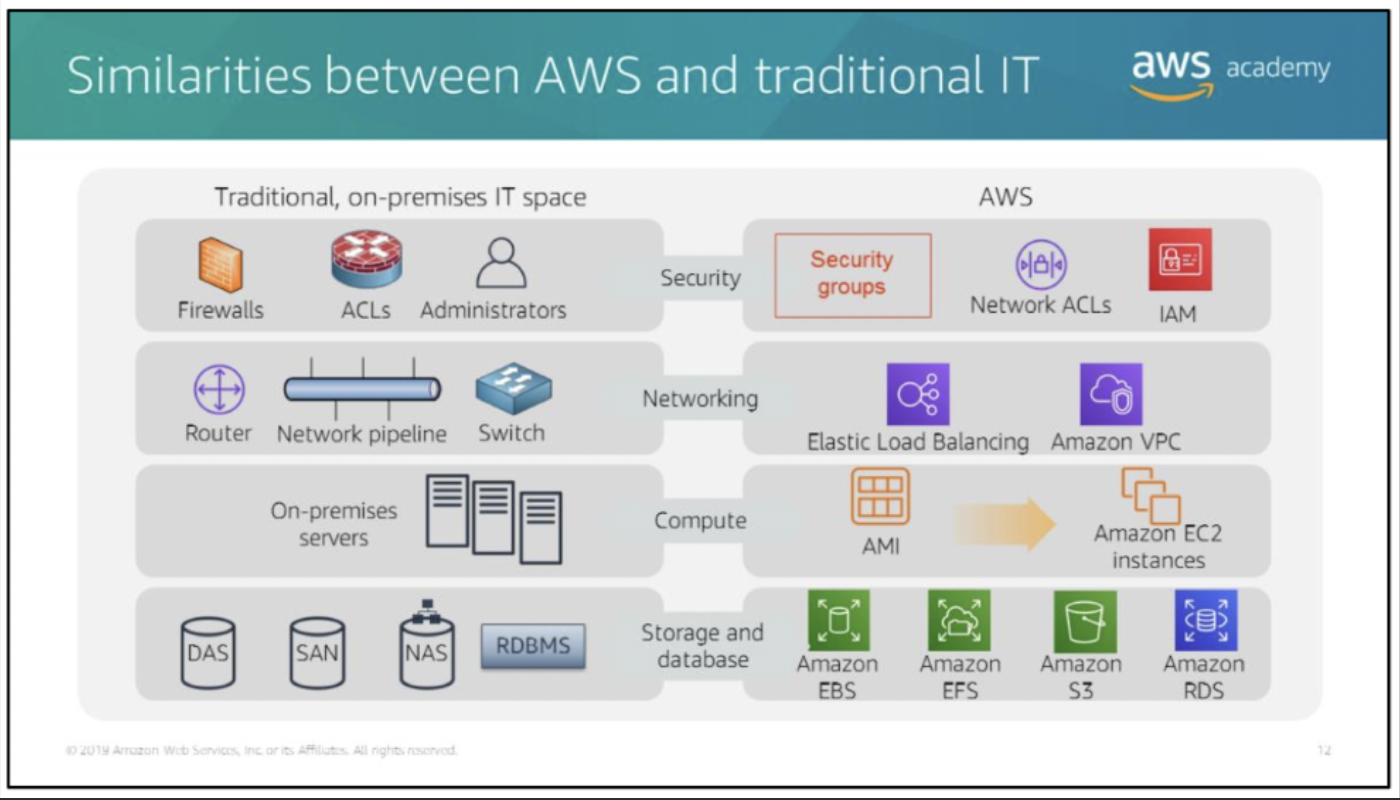 Similarities between AWS and traditional IT
aws academy
Traditional, on-premises IT space
AWS
Firewalls
ACLs
Administrators
Security
Security
groups
Network ACLs
IAM
Router
Network pipeline
Switch
Networking
Elastic Load Balancing
Amazon VPC
On-premises
servers
Compute
AMI
Amazon EC2
instances
DAS
SAN
NAS
RDBMS
Storage and
database
Amazon
EBS
Amazon
EFS
Amazon
S3
Amazon
RDS
© 2019 Amazon Web Services, Inc. or its Affiliates. All rights reserved.
12